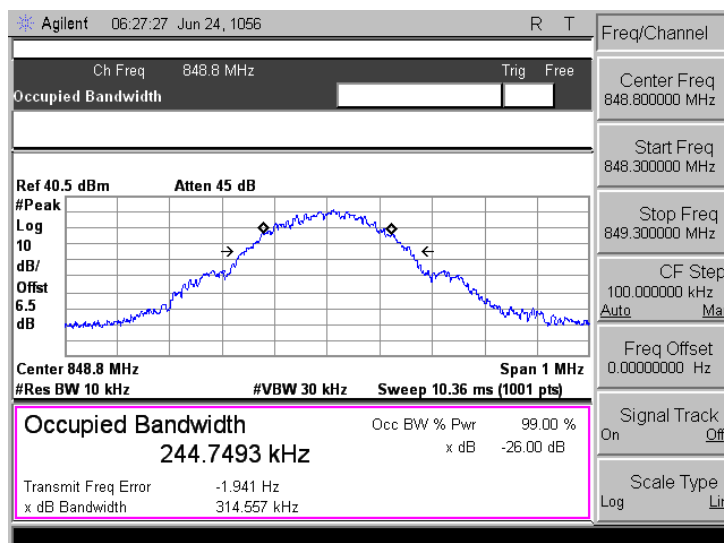 Agilent 06:27:27 Jun 24, 1056 R T
Ch Freq 848.8 MHz Trig Free
Occupied Bandwidth
Ref 40.5 dBm Atten 45 dB
#Peak
Log
10
dB/
Offst
6.5
dB
Center 848.8 MHz Span 1 MHz
#Res BW 10 kHz #VBW 30 kHz Sweep 10.36 ms (1001 pts)
Occupied Bandwidth Occ BW % Pwr 99.00 %
244.7493 kHz x dB -26.00 dB
Transmit Freq Error -1.941 Hz
x dB Bandwidth 314.557 kHz
Freq/Channel
Center Freq
848.800000 MHz
Start Freq
848.300000 MHz
Stop Freq
849.300000 MHz
CF Step
100.000000 kHz
Auto Ma
Freq Offset
0.00000000 Hz
Signal Track
On Off
Scale Type
Log Lin